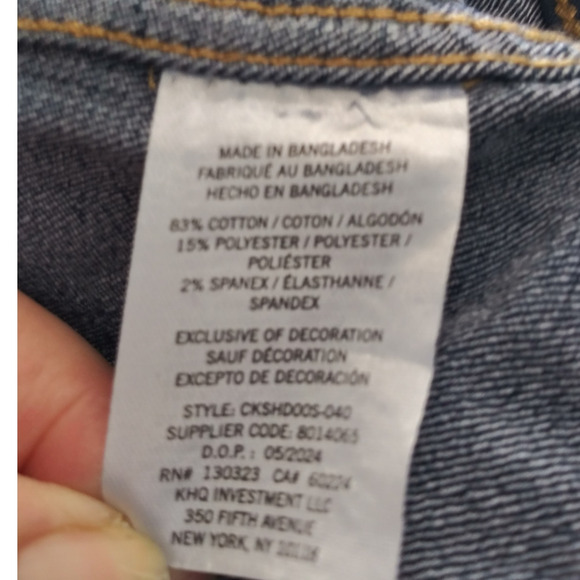 MADE IN BANGLADESH
FABRIQUÉ AU BANGLADESH
HECHO EN BANGLADESH
83% COTTON / COTON / ALGODÓN
15% POLYESTER / POLYESTER /
POLIÉSTER
2% SPANEX / ÉLASTHANNE /
SPANDEX
EXCLUSIVE OF DECORATION
SAUF DÉCORATION
EXCEPTO DE DECORACIÓN
STYLE: CKSHD00S-040
SUPPLIER CODE: 8014065
D.O.P. : 05/2024
RN# 130323 CA# 60224
KHQ INVESTMENT LLC
350 FIFTH AVENUE
NEW YORK, NY